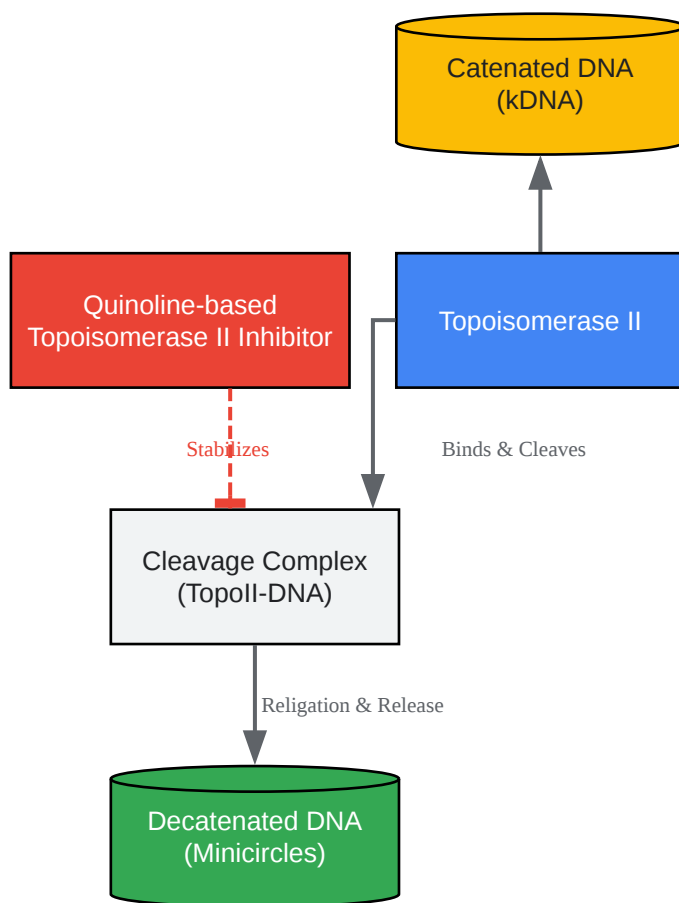 Catenated DNA
(kDNA)
Quinoline-based
Topoisomerase II Inhibitor
Topoisomerase II
Stabilizes
Binds & Cleaves
Cleavage Complex
(TopoII-DNA)
Religation & Release
Decatenated DNA
(Minicircles)